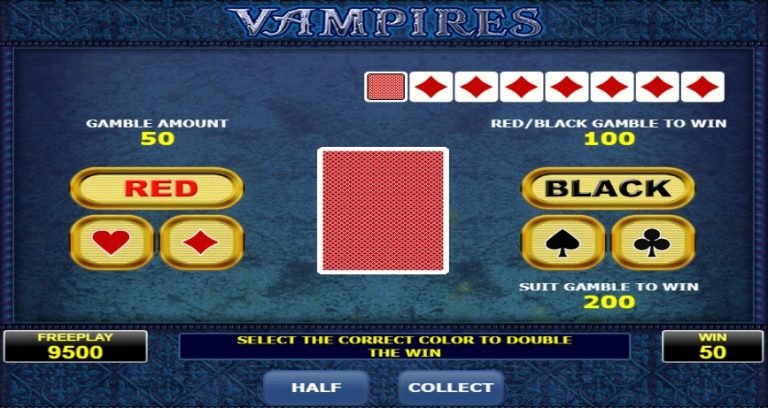 VAMPIRES
GAMBLE AMOUNT
50
RED/BLACK GAMBLE TO WIN
100
RED
BLACK
SUIT GAMBLE TO WIN
200
FREEPLAY
9500
SELECT THE CORRECT COLOR TO DOUBLE
THE WIN
WIN
50
HALF
COLLECT